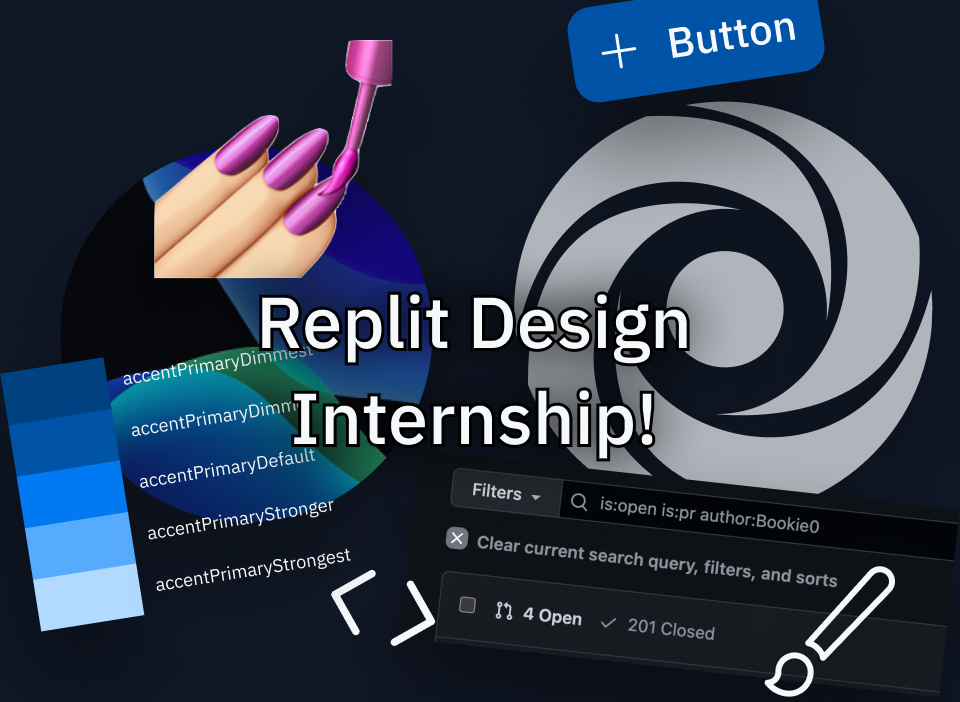 Button
Replit Design
Internship!
accentPrimaryDimmest
accentPrimaryDimm
accentPrimaryDefault
accentPrimaryStronger
accentPrimaryStrongest
Filters
is:open is:pr author:Bookie0
Clear current search query, filters, and sorts
4 Open
201 Closed